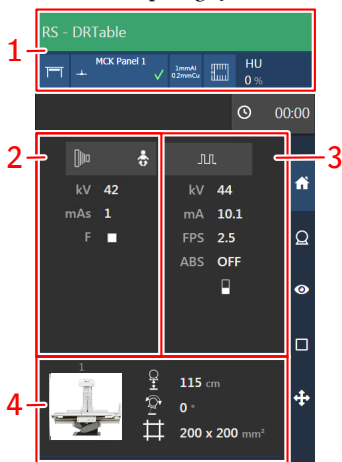 RS - DRTable
1
MCK Panel 1
1mmAl
0.2mmCu
HU
0 %
00:00
2
3
kV 42
mAs 1
F
kV 44
mA 10.1
FPS 2.5
ABS OFF
4
1
115 cm
0 °
200 x 200 mm²